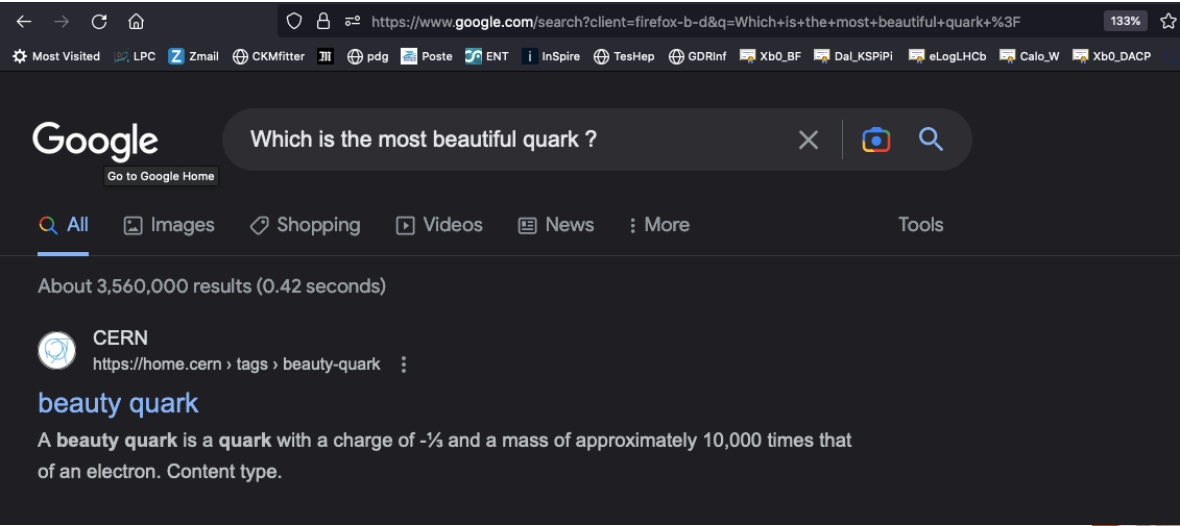 https://www.google.com/search?client=firefox-b-d&q=Which+is+the+most+beautiful+quark+%3F 133%
Most Visited LPC Zmail CKMfitter pdg Poste ENT InSpire TesHep GDRInf Xb0_BF Dal_KSPiPi eLogLHCb Calo_W Xb0_DACP
Google Which is the most beautiful quark ?
Go to Google Home
All Images Shopping Videos News More Tools
About 3,560,000 results (0.42 seconds)
CERN
https://home.cern › tags › beauty-quark
beauty quark
A beauty quark is a quark with a charge of -⅓ and a mass of approximately 10,000 times that
of an electron. Content type.